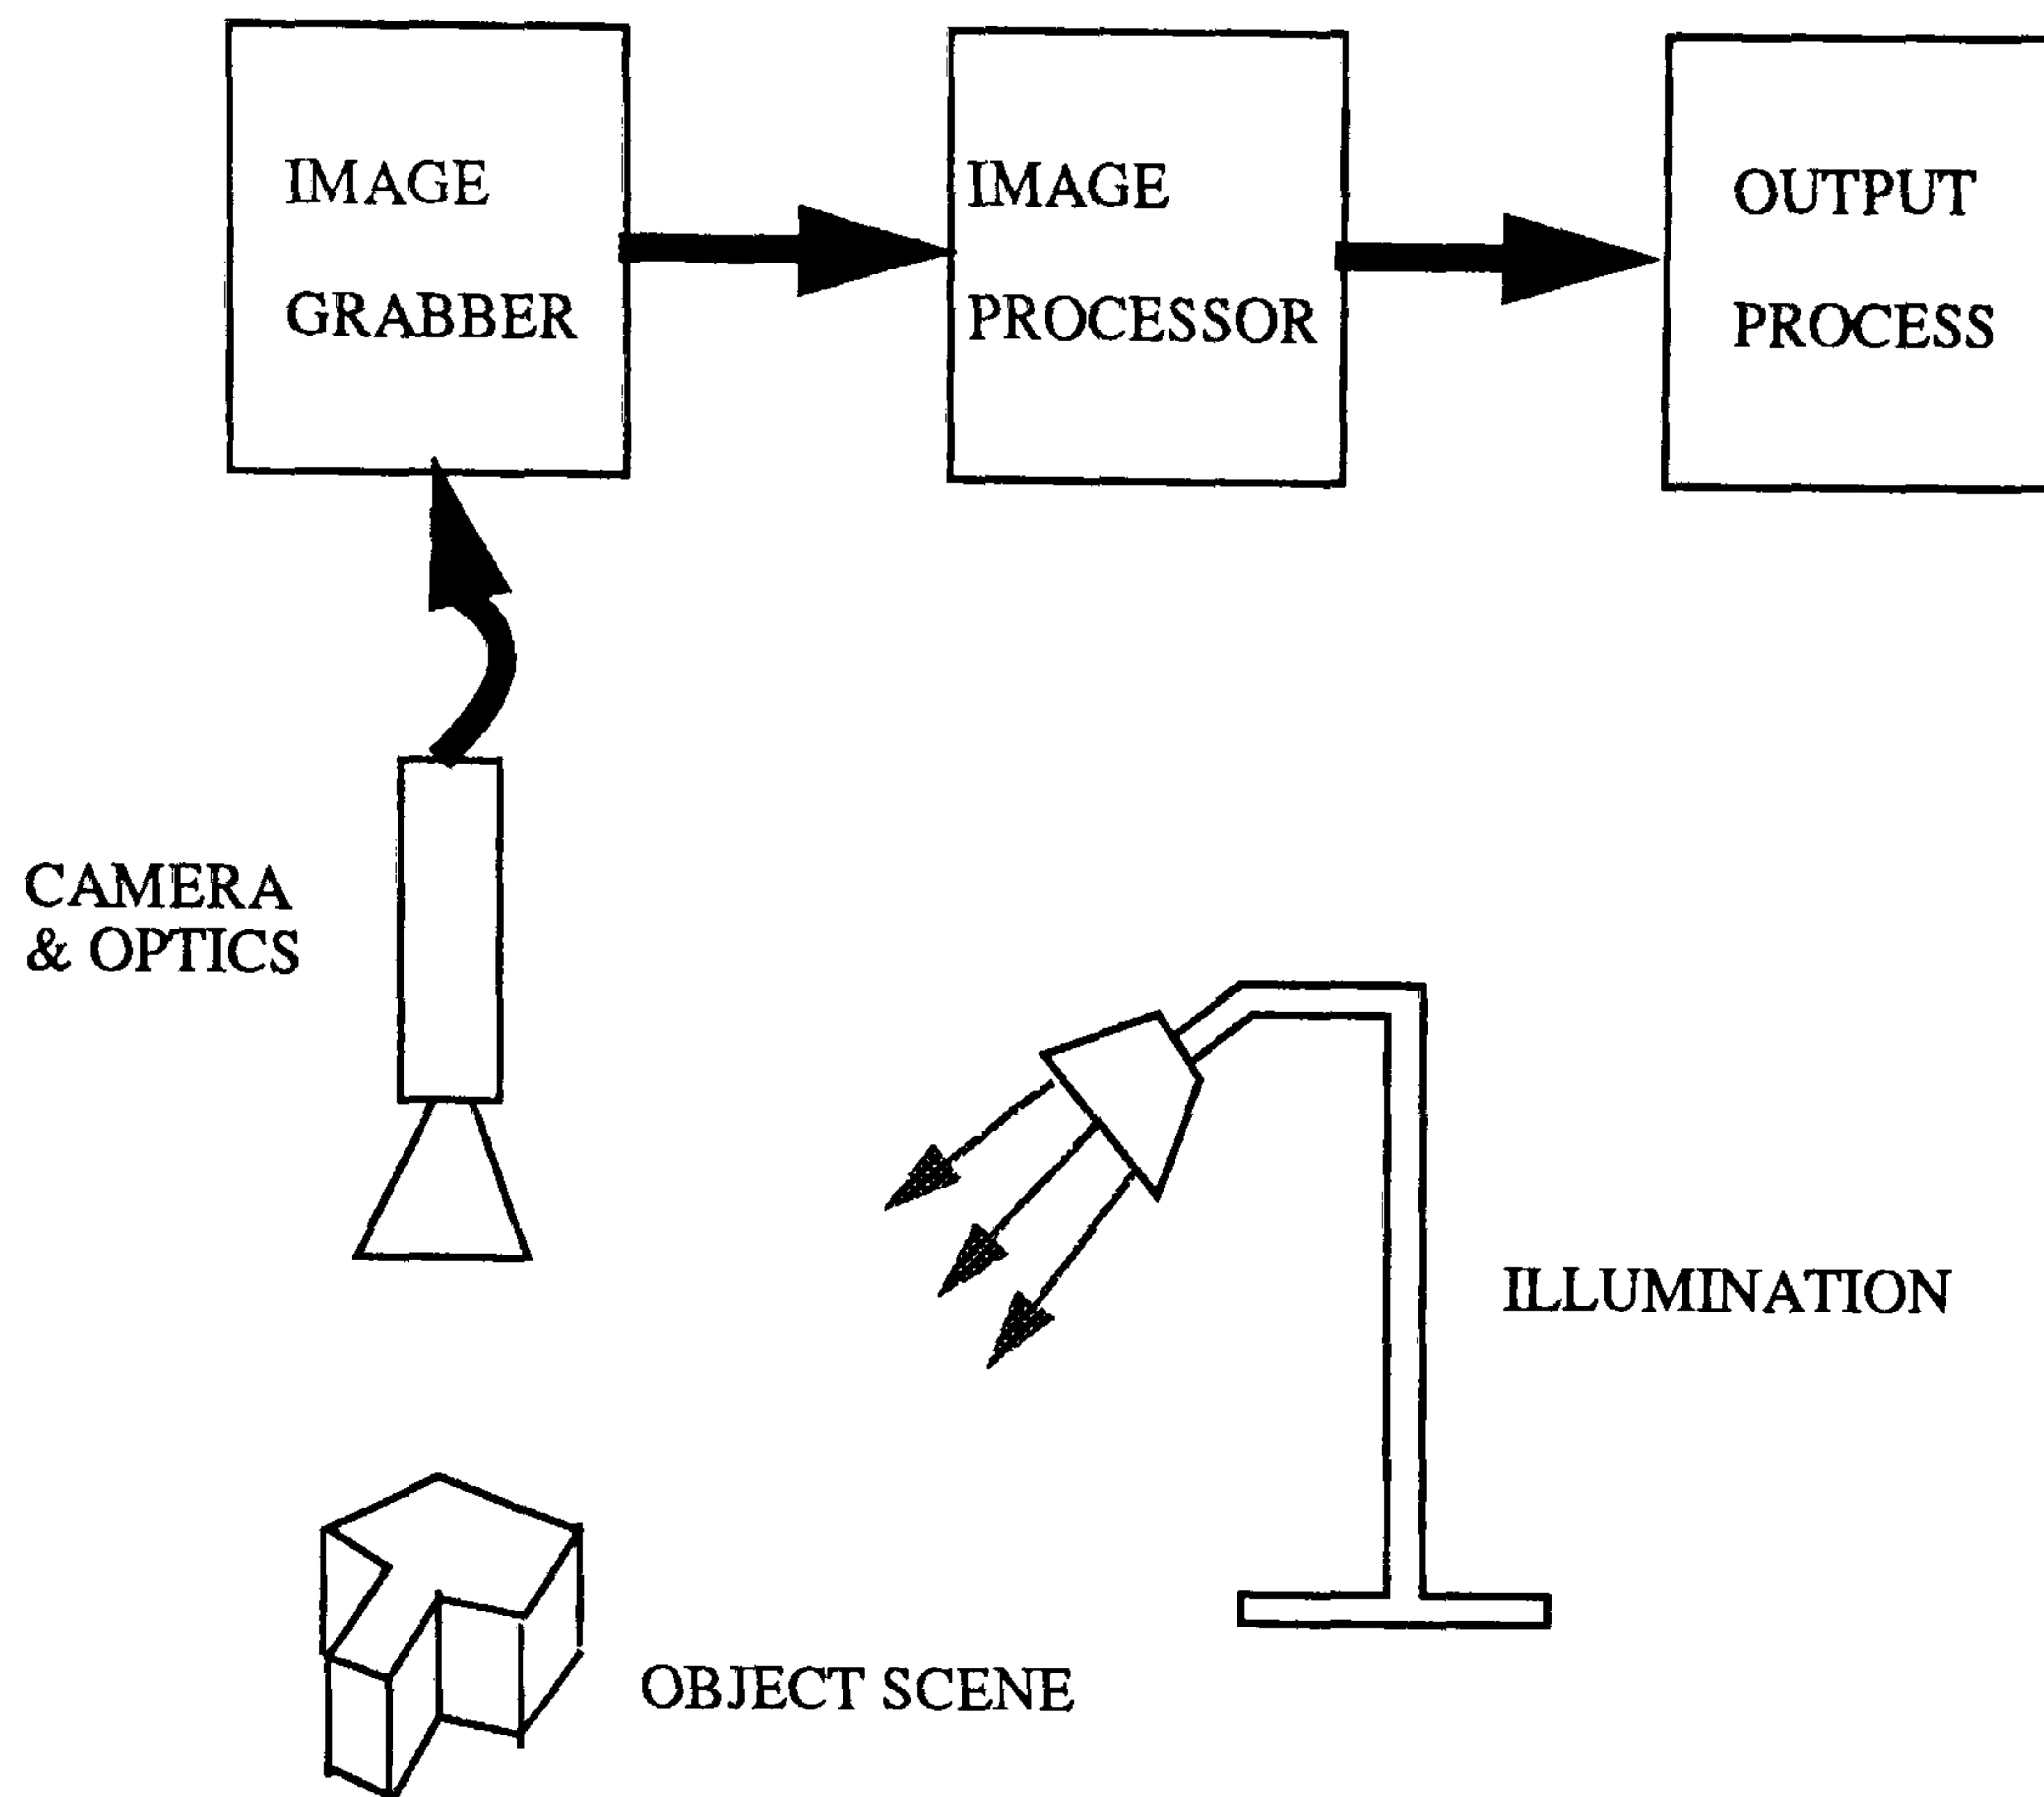 IMAGE
GRABBER
IMAGE
PROCESSOR
OUTPUT
PROCESS
CAMERA
& OPTICS
ILLUMINATION
OBJECT SCENE